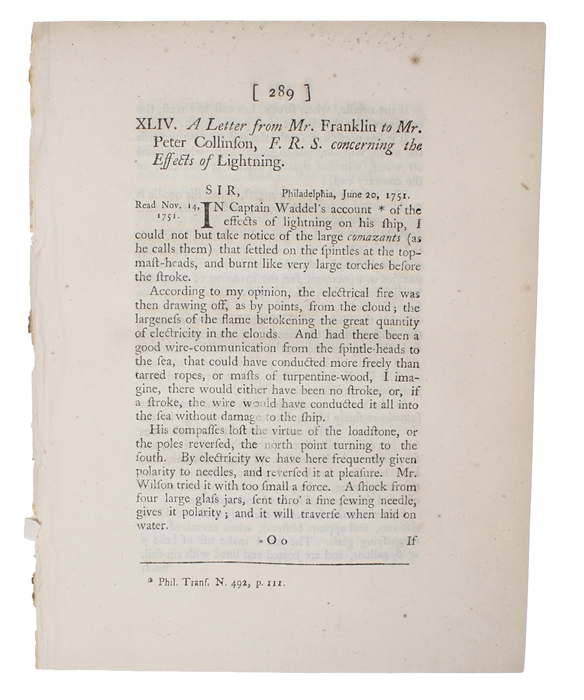 [ 289 ]
XLIV. A Letter from Mr. Franklin to Mr.
Peter Collinſon, F. R. S. concerning the
Effects of Lightning.
SIR, Philadelphia, June 20, 1751.
Read Nov. 14, 1751. IN Captain Waddel's account * of the
effects of lightning on his ſhip, I
could not but take notice of the large comazants (as
he calls them) that ſettled on the ſpintles at the top-
maſt-heads, and burnt like very large torches before
the ſtroke.
According to my opinion, the electrical fire was
then drawing off, as by points, from the cloud; the
largeneſs of the flame betokening the great quantity
of electricity in the clouds. And had there been a
good wire-communication from the ſpintle-heads to
the ſea, that could have conducted more freely than
tarred ropes, or maſts of turpentine-wood, I ima-
gine, there would either have been no ſtroke, or, if
a ſtroke, the wire would have conducted it all into
the ſea without damage to the ſhip.
His compaſſes loſt the virtue of the loadſtone, or
the poles reverſed, the north point turning to the
ſouth. By electricity we have here frequently given
polarity to needles, and reverſed it at pleaſure. Mr.
Wilſon tried it with too ſmall a force. A ſhock from
four large glaſs jars, ſent thro' a fine ſewing needle,
gives it polarity; and it will traverſe when laid on
water.
O o If
* Phil. Tranſ. N. 492, p. 111.